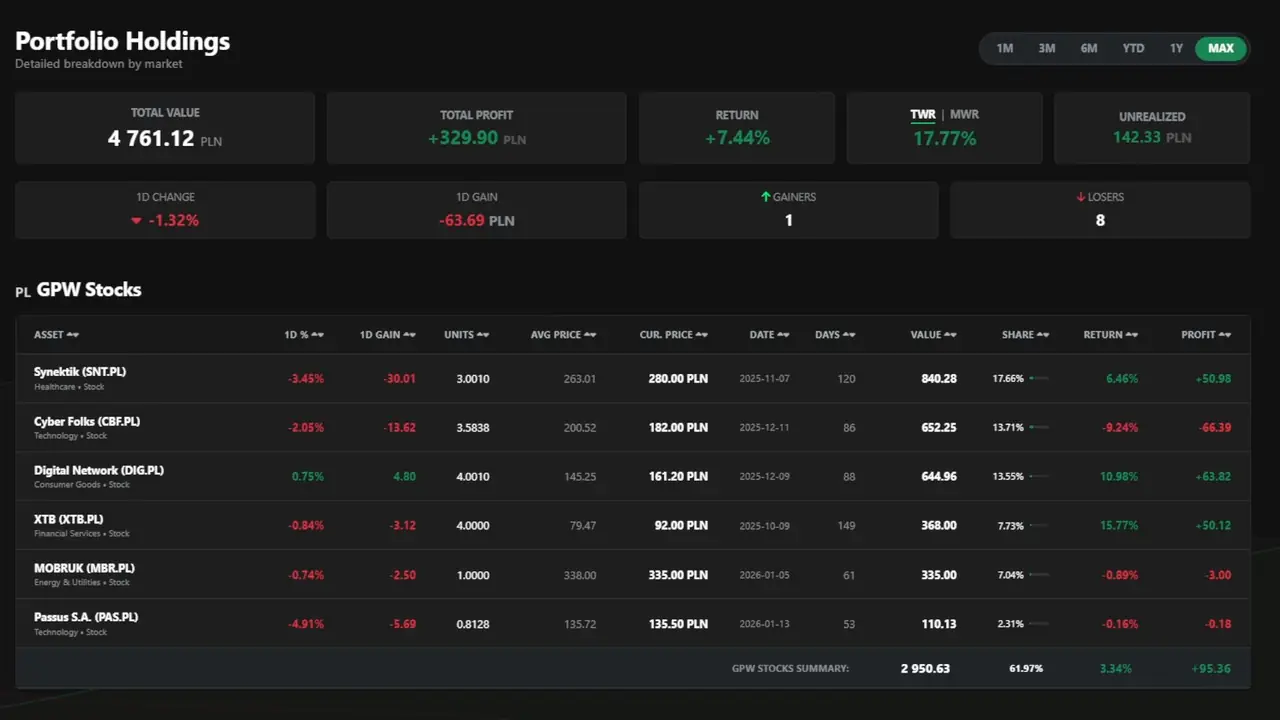 Portfolio Holdings
Detailed breakdown by market
1M 3M 6M YTD 1Y MAX
TOTAL VALUE
4 761.12 PLN
TOTAL PROFIT
+329.90 PLN
RETURN
+7.44%
TWR | MWR
17.77%
UNREALIZED
142.33 PLN
1D CHANGE
-1.32%
1D GAIN
-63.69 PLN
GAINERS
1
LOSERS
8
PL GPW Stocks
ASSET 1D % 1D GAIN UNITS AVG PRICE CUR. PRICE DATE DAYS VALUE SHARE RETURN PROFIT
Synektik (SNT.PL) -3.45% -30.01 3.0010 263.01 280.00 PLN 2025-11-07 120 840.28 17.66% 6.46% +50.98
Healthcare • Stock
Cyber Folks (CBF.PL) -2.05% -13.62 3.5838 200.52 182.00 PLN 2025-12-11 86 652.25 13.71% -9.24% -66.39
Technology • Stock
Digital Network (DIG.PL) 0.75% 4.80 4.0010 145.25 161.20 PLN 2025-12-09 88 644.96 13.55% 10.98% +63.82
Consumer Goods • Stock
XTB (XTB.PL) -0.84% -3.12 4.0000 79.47 92.00 PLN 2025-10-09 149 368.00 7.73% 15.77% +50.12
Financial Services • Stock
MOBRUK (MBR.PL) -0.74% -2.50 1.0000 338.00 335.00 PLN 2026-01-05 61 335.00 7.04% -0.89% -3.00
Energy & Utilities • Stock
Passus S.A. (PAS.PL) -4.91% -5.69 0.8128 135.72 135.50 PLN 2026-01-13 53 110.13 2.31% -0.16% -0.18
Technology • Stock
GPW STOCKS SUMMARY: 2 950.63 61.97% 3.34% +95.36